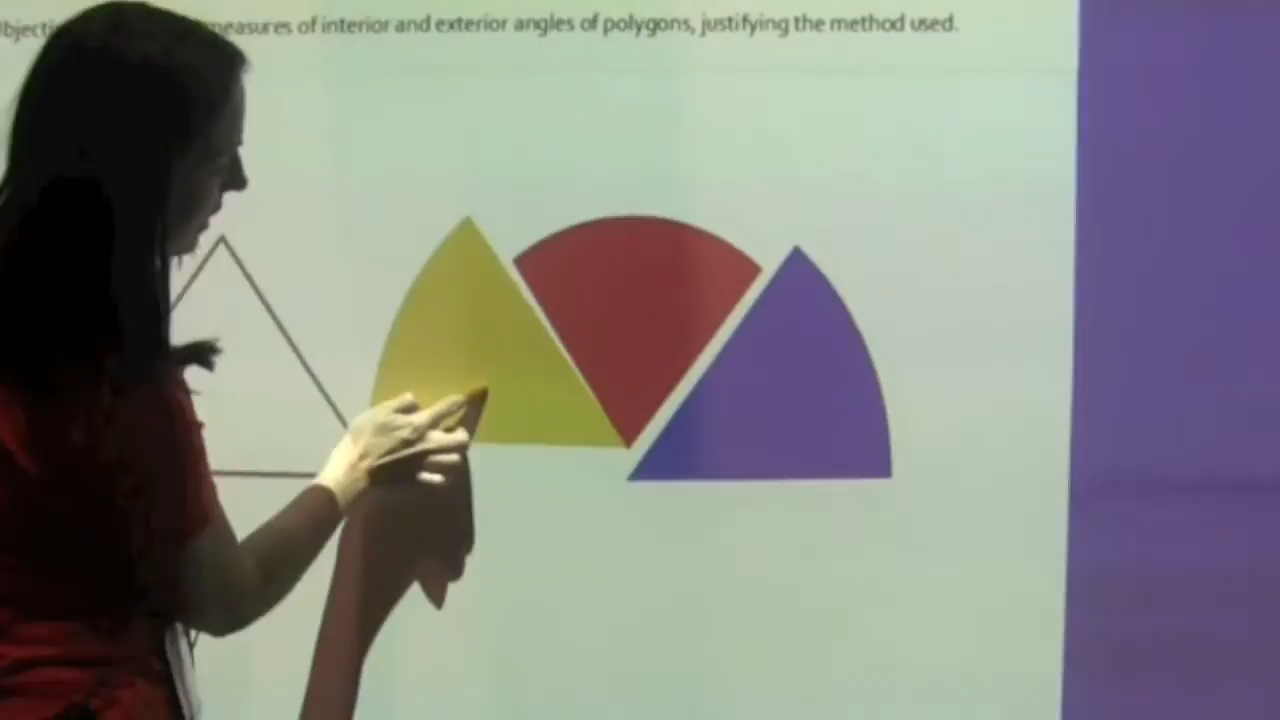 measures of interior and exterior angles of polygons, justifying the method used.